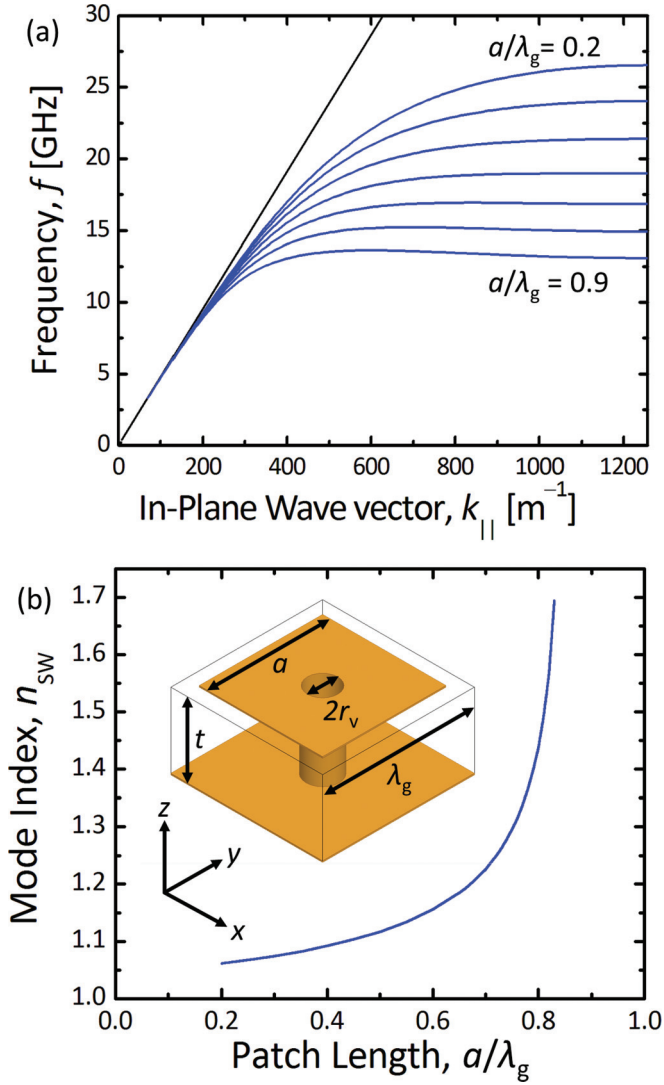 (a)
30
25
20
15
10
5
0
Frequency, f [GHz]
a/λg = 0.2
a/λg = 0.9
0 200 400 600 800 1000 1200
In-Plane Wave vector, k|| [m⁻¹]
(b)
1.7
1.6
1.5
1.4
1.3
1.2
1.1
1.0
Mode Index, nSW
a
2rv
t
λg
z
y
x
0.0 0.2 0.4 0.6 0.8 1.0
Patch Length, a/λg